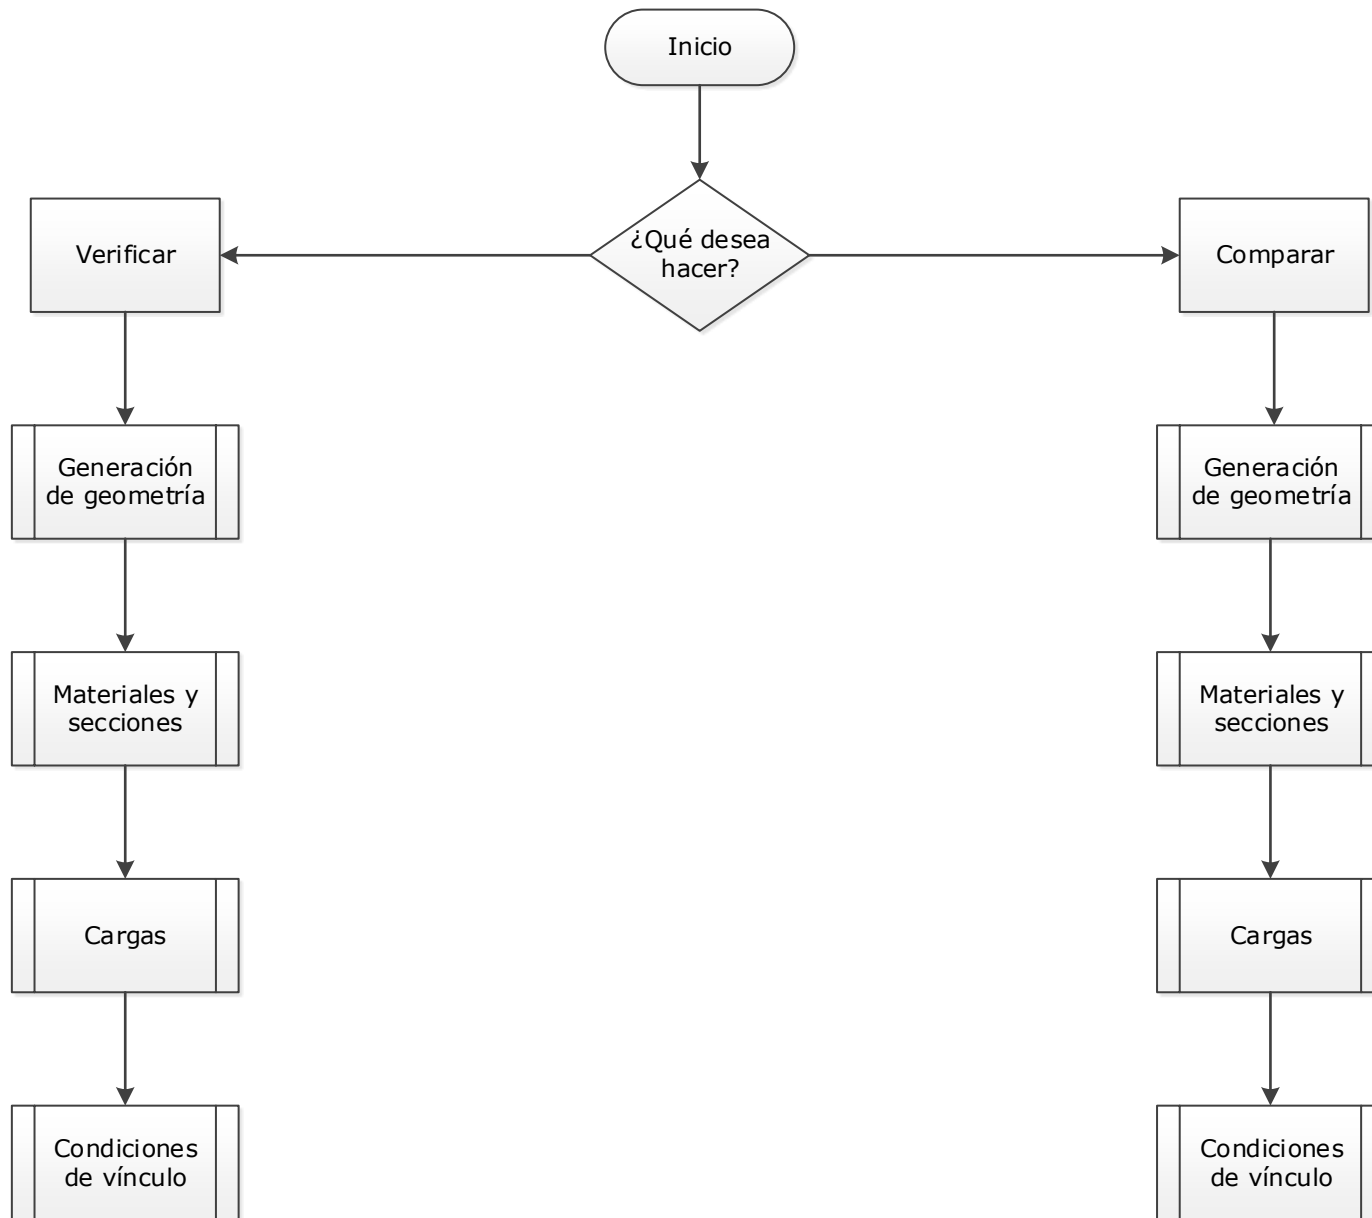 Inicio
¿Qué desea
hacer?
Verificar
Comparar
Generación
de geometría
Generación
de geometría
Materiales y
secciones
Materiales y
secciones
Cargas
Cargas
Condiciones
de vínculo
Condiciones
de vínculo